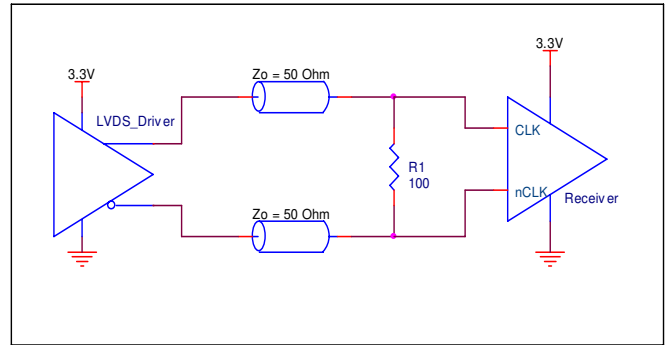 3.3V
3.3V
Zo = 50 Ohm
LVDS_Driver
CLK
R1
100
nCLK
Receiver
Zo = 50 Ohm